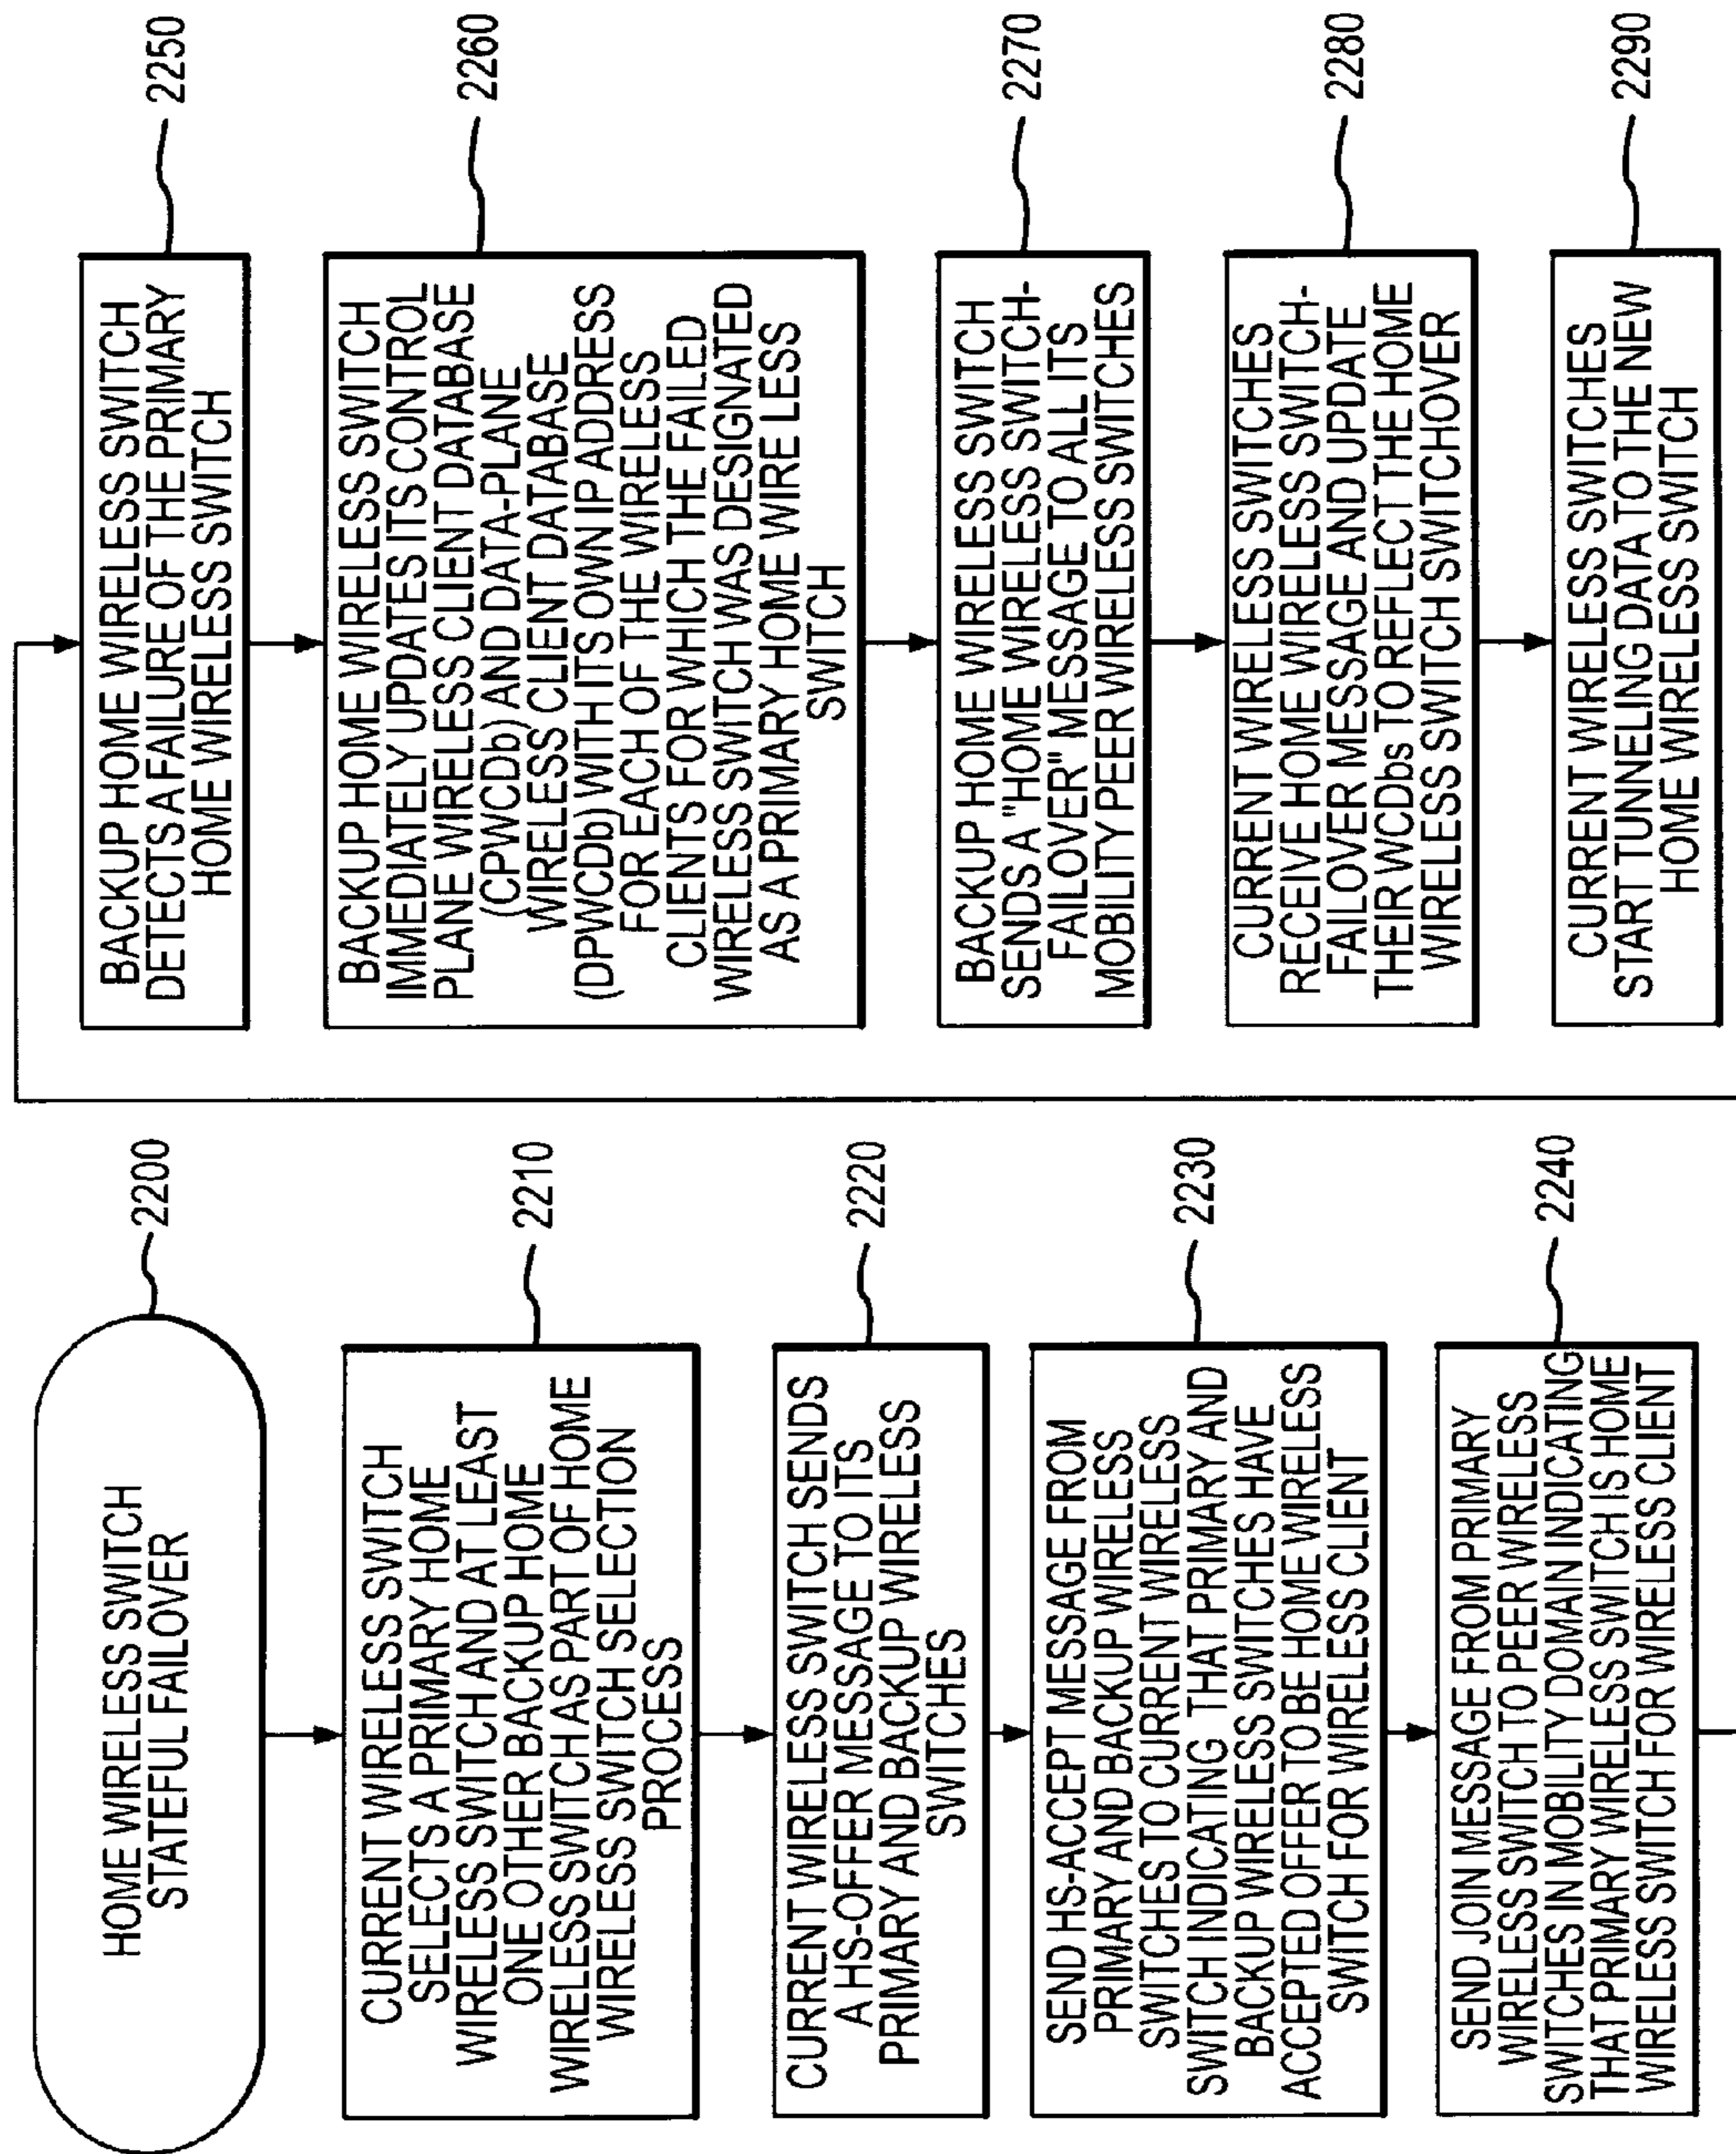 HOME WIRELESS SWITCH
STATEFUL FAILOVER
2200
CURRENT WIRELESS SWITCH
SELECTS A PRIMARY HOME
WIRELESS SWITCH AND AT LEAST
ONE OTHER BACKUP HOME
WIRELESS SWITCH AS PART OF HOME
WIRELESS SWITCH SELECTION
PROCESS
2210
CURRENT WIRELESS SWITCH SENDS
A HS-OFFER MESSAGE TO ITS
PRIMARY AND BACKUP WIRELESS
SWITCHES
2220
SEND HS-ACCEPT MESSAGE FROM
PRIMARY AND BACKUP WIRELESS
SWITCHES TO CURRENT WIRELESS
SWITCH INDICATING THAT PRIMARY AND
BACKUP WIRELESS SWITCHES HAVE
ACCEPTED OFFER TO BE HOME WIRELESS
SWITCH FOR WIRELESS CLIENT
2230
SEND JOIN MESSAGE FROM PRIMARY
WIRELESS SWITCH TO PEER WIRELESS
SWITCHES IN MOBILITY DOMAIN INDICATING
THAT PRIMARY WIRELESS SWITCH IS HOME
WIRELESS SWITCH FOR WIRELESS CLIENT
2240
BACKUP HOME WIRELESS SWITCH
DETECTS A FAILURE OF THE PRIMARY
HOME WIRELESS SWITCH
2250
BACKUP HOME WIRELESS SWITCH
IMMEDIATELY UPDATES ITS CONTROL
PLANE WIRELESS CLIENT DATABASE
(CPWCDb) AND DATA-PLANE
WIRELESS CLIENT DATABASE
(DPWCDb) WITH ITS OWN IP ADDRESS
FOR EACH OF THE WIRELESS
CLIENTS FOR WHICH THE FAILED
WIRELESS SWITCH WAS DESIGNATED
AS A PRIMARY HOME WIRE LESS
SWITCH
2260
BACKUP HOME WIRELESS SWITCH
SENDS A "HOME WIRELESS SWITCH-
FAILOVER" MESSAGE TO ALL ITS
MOBILITY PEER WIRELESS SWITCHES
2270
CURRENT WIRELESS SWITCHES
RECEIVE HOME WIRELESS SWITCH-
FAILOVER MESSAGE AND UPDATE
THEIR WCDbs TO REFLECT THE HOME
WIRELESS SWITCH SWITCHOVER
2280
CURRENT WIRELESS SWITCHES
START TUNNELING DATA TO THE NEW
HOME WIRELESS SWITCH
2290